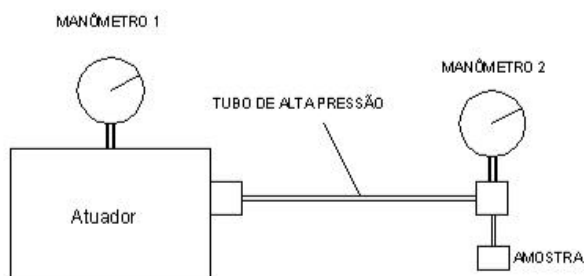 MANÔMETRO 1
MANÔMETRO 2
TUBO DE ALTA PRESSÃO
Atuador
AMOSTRA